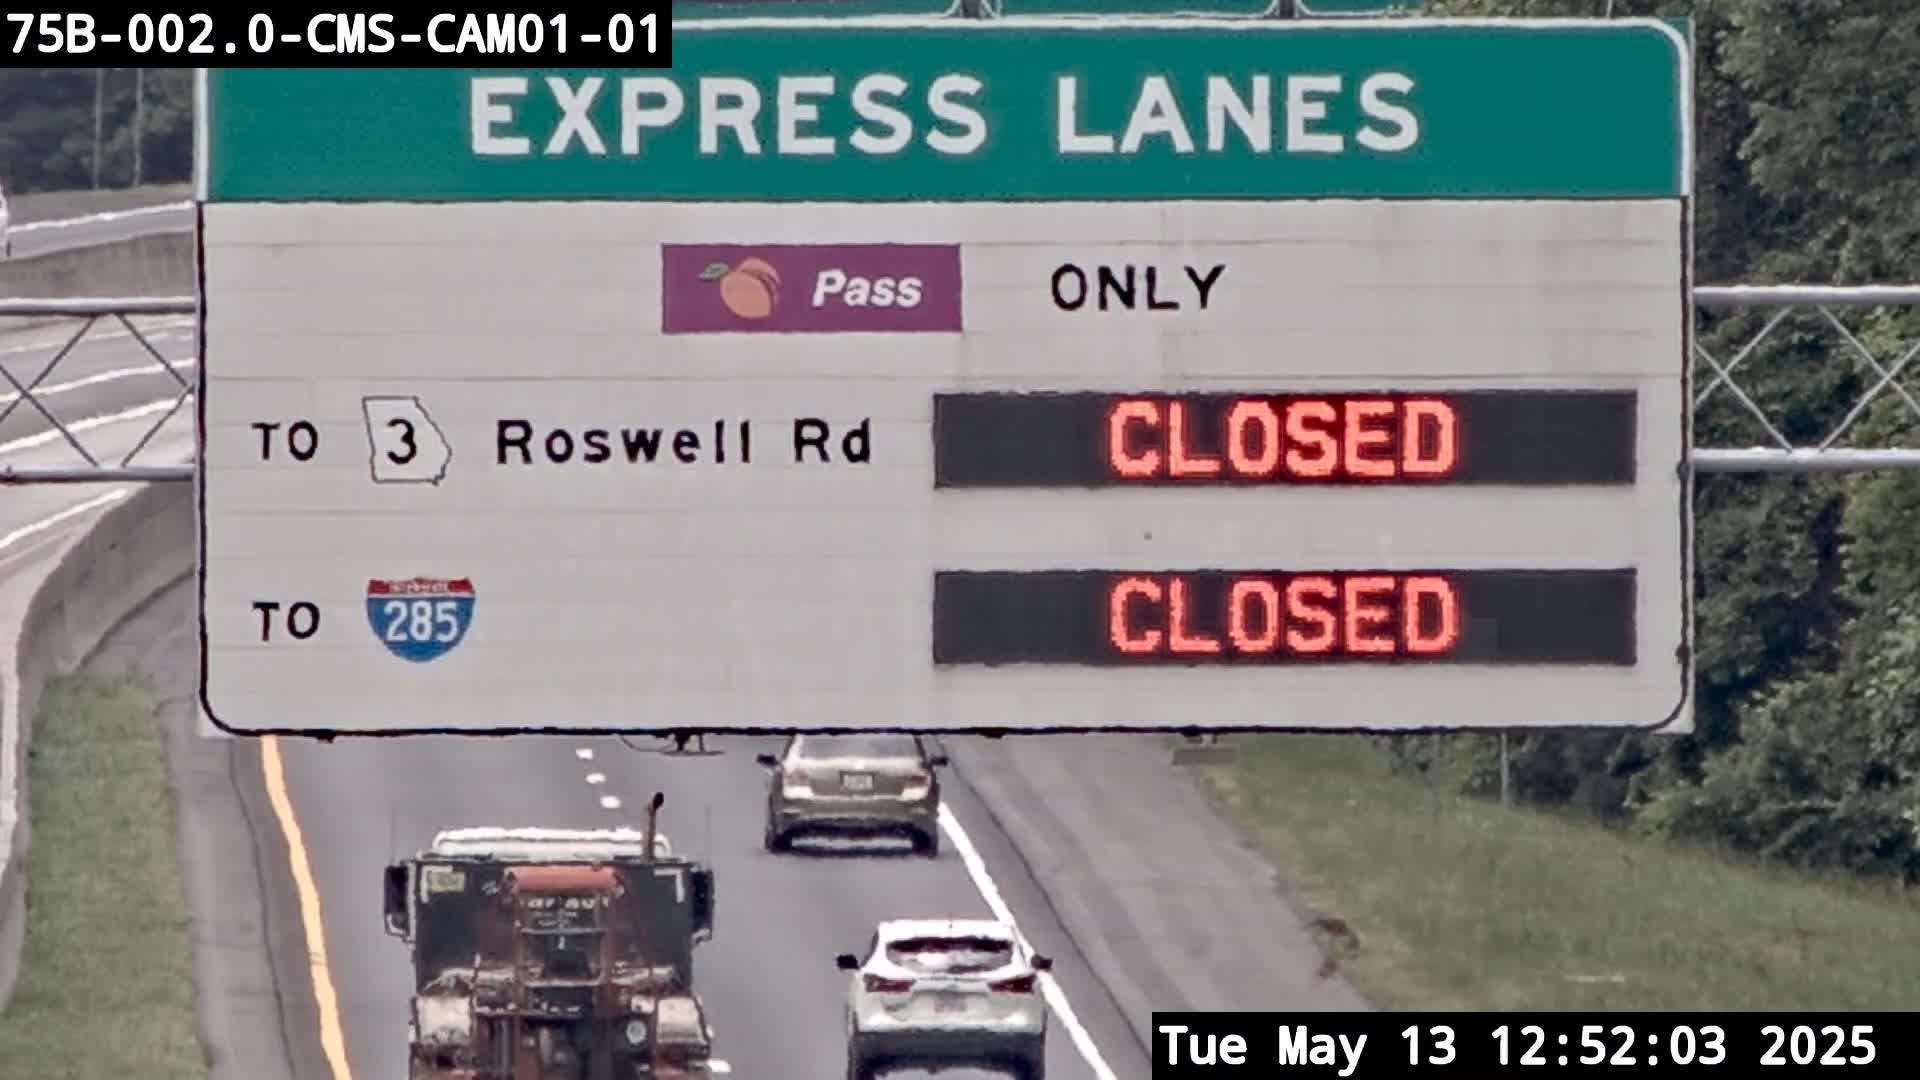 75B-002.0-CMS-CAM01-01
EXPRESS LANES
Pass ONLY
TO 3 Roswell Rd CLOSED
TO 285 CLOSED
Tue May 13 12:52:03 2025